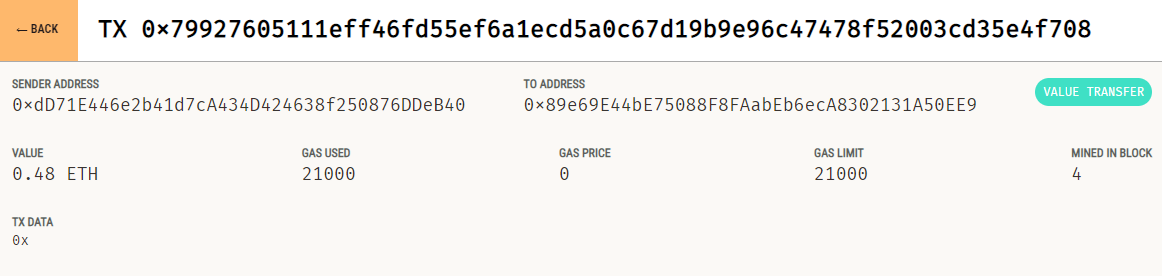 ← BACK
TX 0x79927605111eff46fd55ef6a1ecd5a0c67d19b9e96c47478f52003cd35e4f708
SENDER ADDRESS
0xdD71E446e2b41d7cA434D424638f250876DDeB40
TO ADDRESS
0x89e69E44bE75088F8FAabEb6ecA8302131A50EE9
VALUE TRANSFER
VALUE
0.48 ETH
GAS USED
21000
GAS PRICE
0
GAS LIMIT
21000
MINED IN BLOCK
4
TX DATA
0x